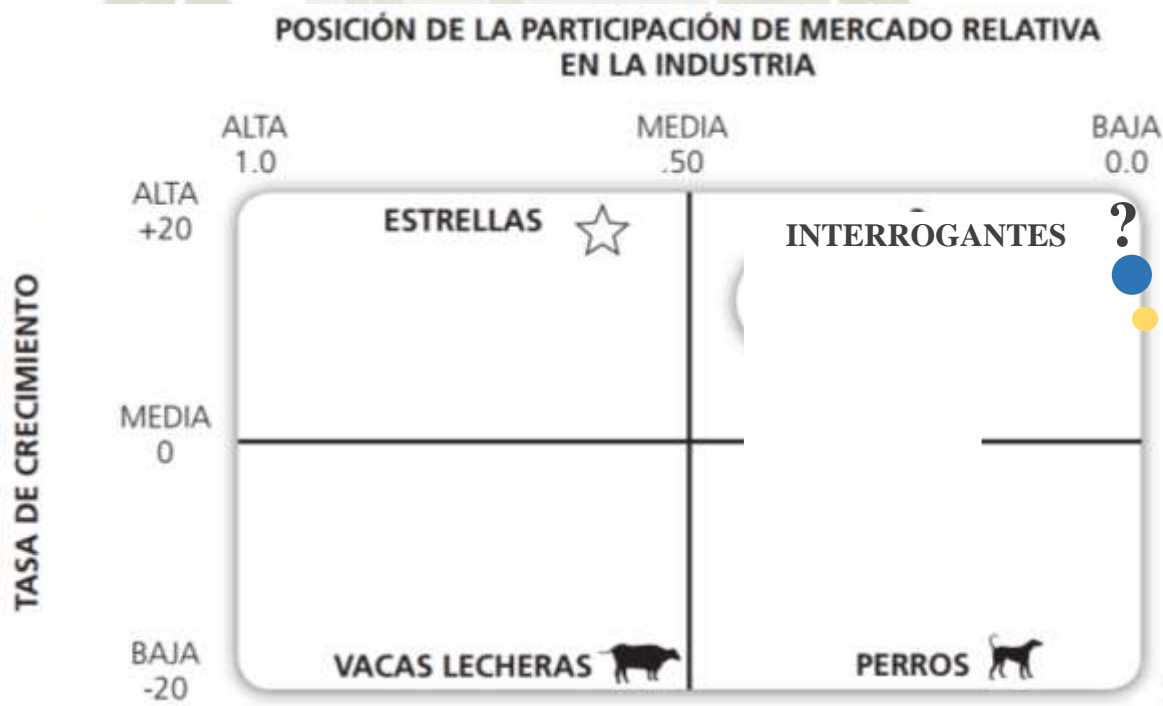 POSICIÓN DE LA PARTICIPACIÓN DE MERCADO RELATIVA
EN LA INDUSTRIA
ALTA
1.0
MEDIA
.50
BAJA
0.0
ALTA
+20
ESTRELLAS
INTERROGANTES ?
TASA DE CRECIMIENTO
MEDIA
0
BAJA
-20
VACAS LECHERAS
PERROS